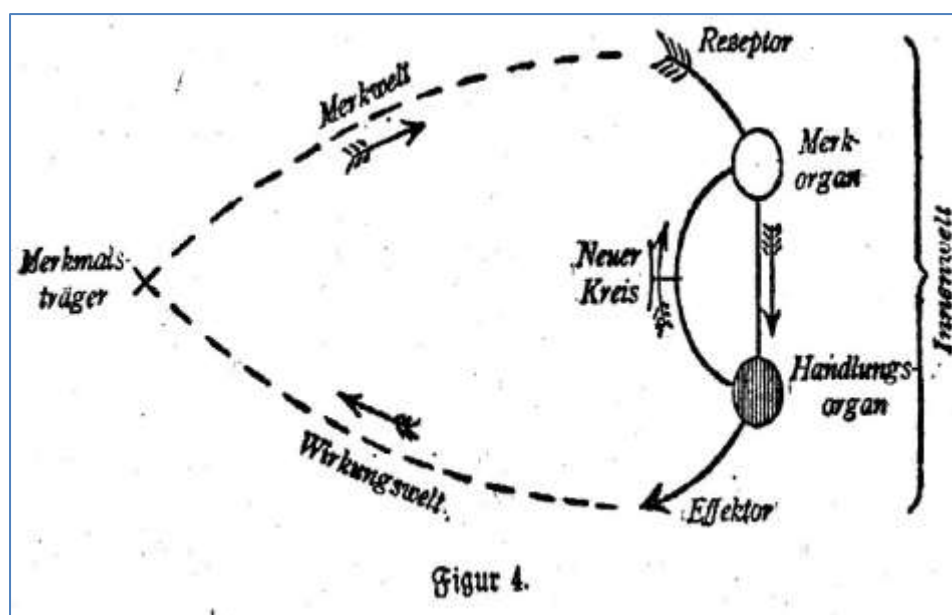 Rezeptor
Merkwelt
Merk-
organ
Merkmals-
träger
Neuer
Kreis
Innenwelt
Handlungs-
organ
Wirkungswelt.
Effektor
Figur 4.